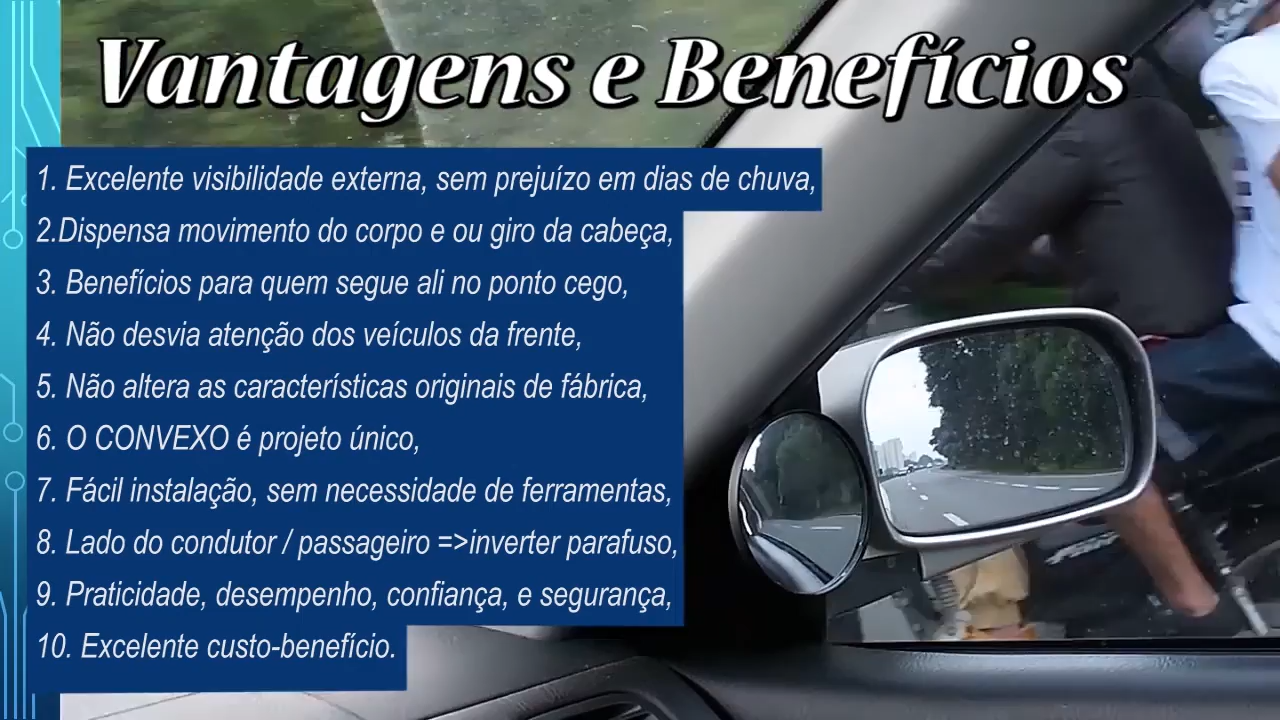 Vantagens e Benefícios
1. Excelente visibilidade externa, sem prejuízo em dias de chuva,
2.Dispensa movimento do corpo e ou giro da cabeça,
3. Benefícios para quem segue ali no ponto cego,
4. Não desvia atenção dos veículos da frente,
5. Não altera as características originais de fábrica,
6. O CONVEXO é projeto único,
7. Fácil instalação, sem necessidade de ferramentas,
8. Lado do condutor / passageiro =>inverter parafuso,
9. Praticidade, desempenho, confiança, e segurança,
10. Excelente custo-benefício.